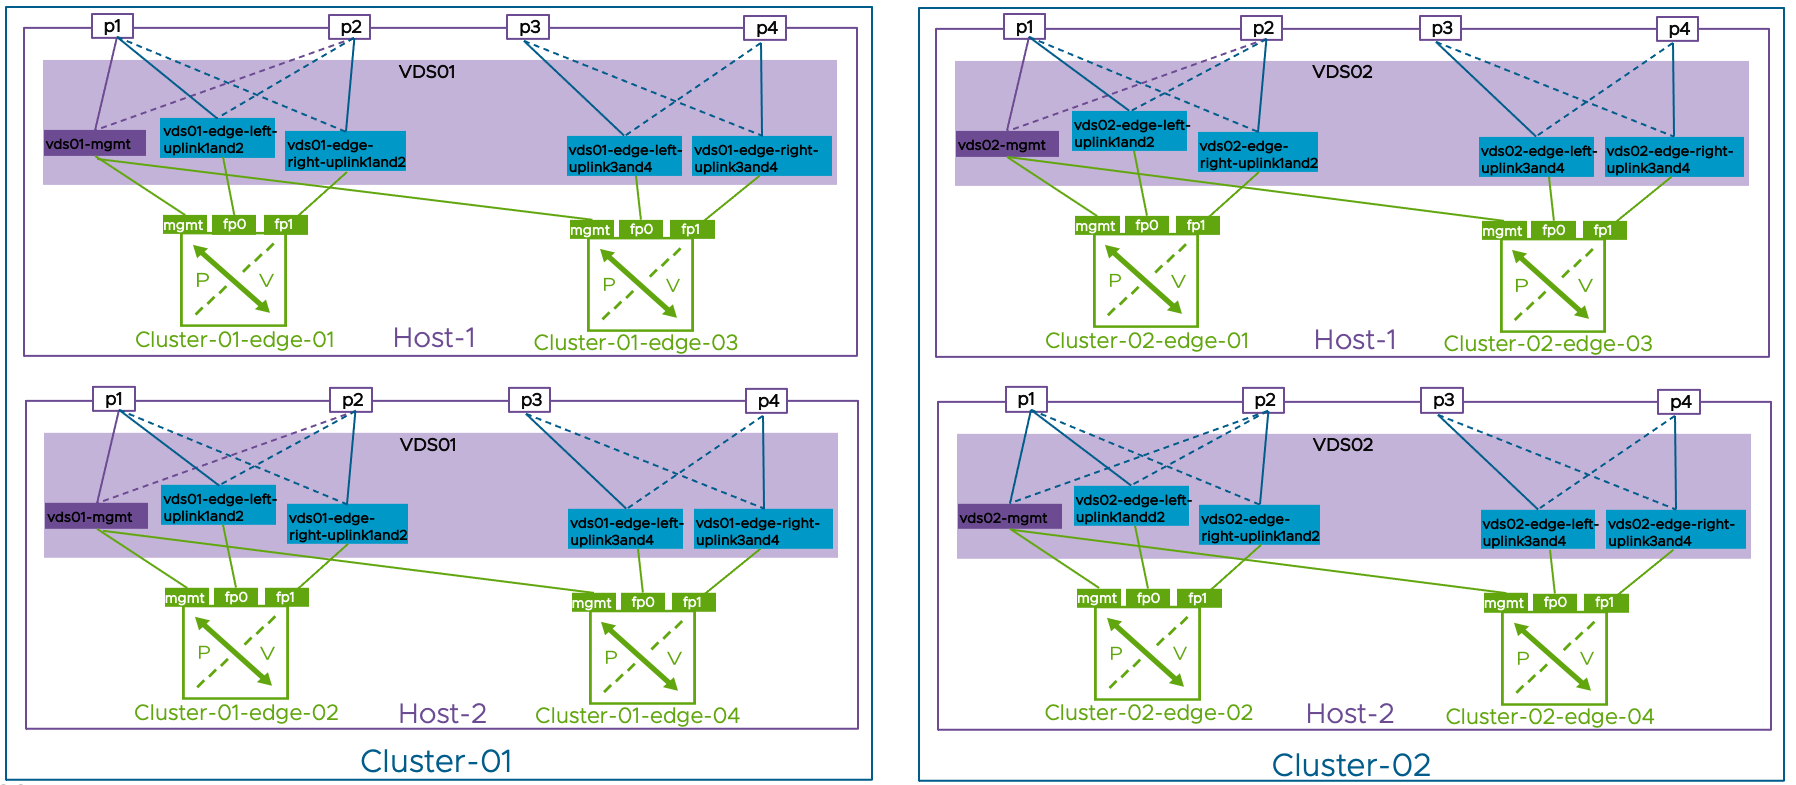 p1
p2
p3
p4
VDS01
vds01-mgmt
vds01-edge-left-
uplink1and2
vds01-edge-
right-uplink1and2
vds01-edge-left-
uplink3and4
vds01-edge-right-
uplink3and4
mgmt
fp0
fp1
mgmt
fp0
fp1
P
V
P
V
Cluster-01-edge-01
Host-1
Cluster-01-edge-03
p1
p2
p3
p4
VDS01
vds01-mgmt
vds01-edge-left-
uplink1and2
vds01-edge-
right-uplink1and2
vds01-edge-left-
uplink3and4
vds01-edge-right-
uplink3and4
mgmt
fp0
fp1
mgmt
fp0
fp1
P
V
P
V
Cluster-01-edge-02
Host-2
Cluster-01-edge-04
Cluster-01
p1
p2
p3
p4
VDS02
vds02-mgmt
vds02-edge-left-
uplink1and2
vds02-edge-
right-uplink1and2
vds02-edge-left-
uplink3and4
vds02-edge-right-
uplink3and4
mgmt
fp0
fp1
mgmt
fp0
fp1
P
V
P
V
Cluster-02-edge-01
Host-1
Cluster-02-edge-03
p1
p2
p3
p4
VDS02
vds02-mgmt
vds02-edge-left-
uplink1andd2
vds02-edge-
right-uplink1and2
vds02-edge-left-
uplink3and4
vds02-edge-right-
uplink3and4
mgmt
fp0
fp1
mgmt
fp0
fp1
P
V
P
V
Cluster-02-edge-02
Host-2
Cluster-02-edge-04
Cluster-02